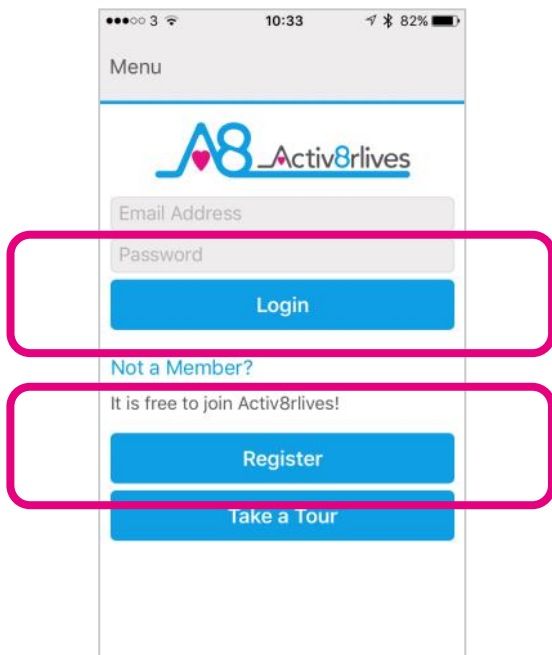 3 10:33 82%
Menu
A8 Activ8rlives
Email Address
Password
Login
Not a Member?
It is free to join Activ8rlives!
Register
Take a Tour